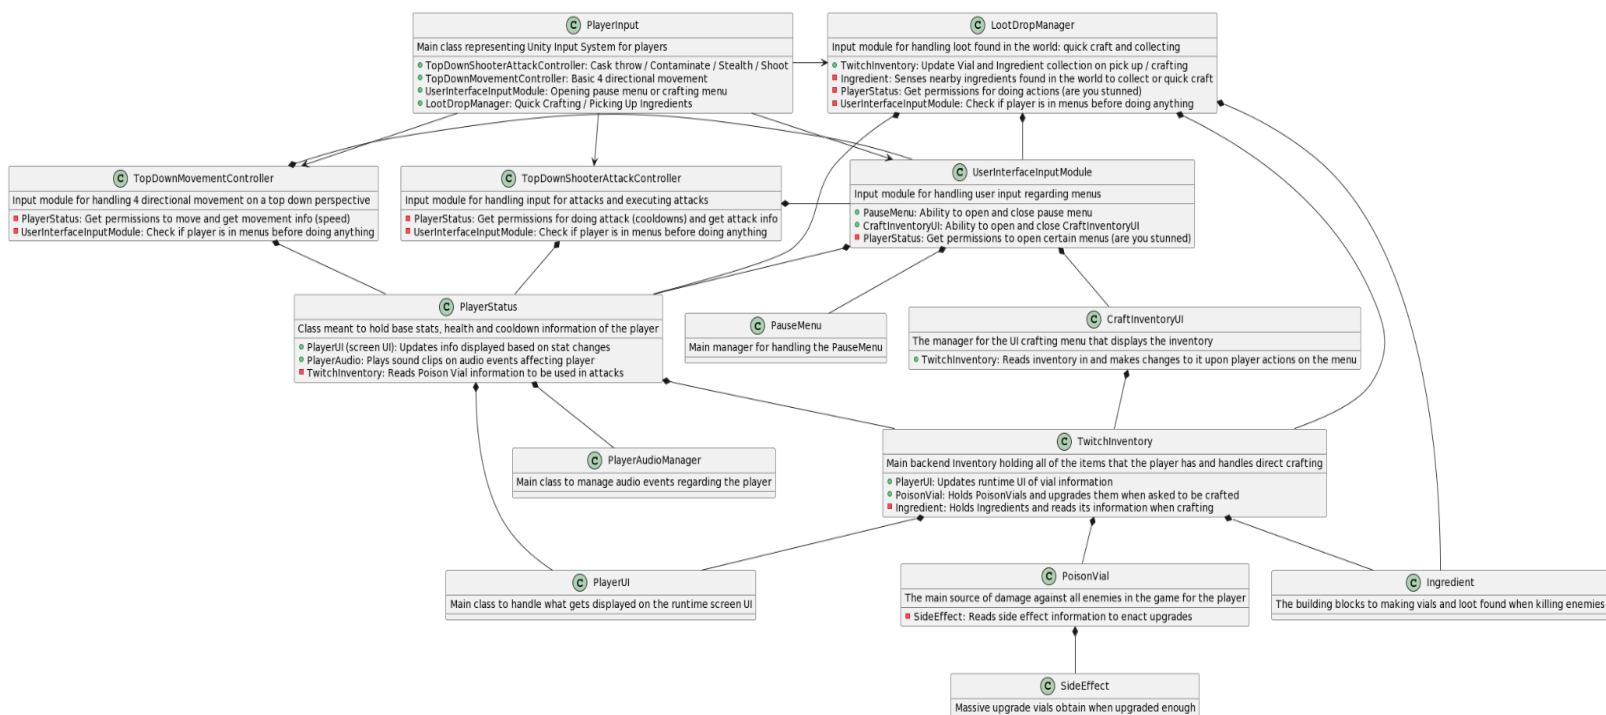 C PlayerInput
Main class representing Unity Input System for players
TopDownShooterAttackController: Cask throw / Contaminate / Stealth / Shoot
TopDownMovementController: Basic 4 directional movement
UserInterfaceInputModule: Opening pause menu or crafting menu
LootDropManager: Quick Crafting / Picking Up Ingredients
C LootDropManager
Input module for handling loot found in the world: quick craft and collecting
TwitchInventory: Update Vial and Ingredient collection on pick up / crafting
Ingredient: Senses nearby ingredients found in the world to collect or quick craft
PlayerStatus: Get permissions for doing actions (are you stunned)
UserInterfaceInputModule: Check if player is in menus before doing anything
C TopDownMovementController
Input module for handling 4 directional movement on a top down perspective
PlayerStatus: Get permissions to move and get movement info (speed)
UserInterfaceInputModule: Check if player is in menus before doing anything
C TopDownShooterAttackController
Input module for handling input for attacks and executing attacks
PlayerStatus: Get permissions for doing attack (cooldowns) and get attack info
UserInterfaceInputModule: Check if player is in menus before doing anything
C UserInterfaceInputModule
Input module for handling user input regarding menus
PauseMenu: Ability to open and close pause menu
CraftInventoryUI: Ability to open and close CraftInventoryUI
PlayerStatus: Get permissions to open certain menus (are you stunned)
C PlayerStatus
Class meant to hold base stats, health and cooldown information of the player
PlayerUI (screen UI): Updates info displayed based on stat changes
PlayerAudio: Plays sound clips on audio events affecting player
TwitchInventory: Reads Poison Vial information to be used in attacks
C PauseMenu
Main manager for handling the PauseMenu
C CraftInventoryUI
The manager for the UI crafting menu that displays the inventory
TwitchInventory: Reads inventory in and makes changes to it upon player actions on the menu
C PlayerAudioManager
Main class to manage audio events regarding the player
C TwitchInventory
Main backend Inventory holding all of the items that the player has and handles direct crafting
PlayerUI: Updates runtime UI of vial information
PoisonVial: Holds PoisonVials and upgrades them when asked to be crafted
Ingredient: Holds Ingredients and reads its information when crafting
C PlayerUI
Main class to handle what gets displayed on the runtime screen UI
C PoisonVial
The main source of damage against all enemies in the game for the player
SideEffect: Reads side effect information to enact upgrades
C Ingredient
The building blocks to making vials and loot found when killing enemies
C SideEffect
Massive upgrade vials obtain when upgraded enough